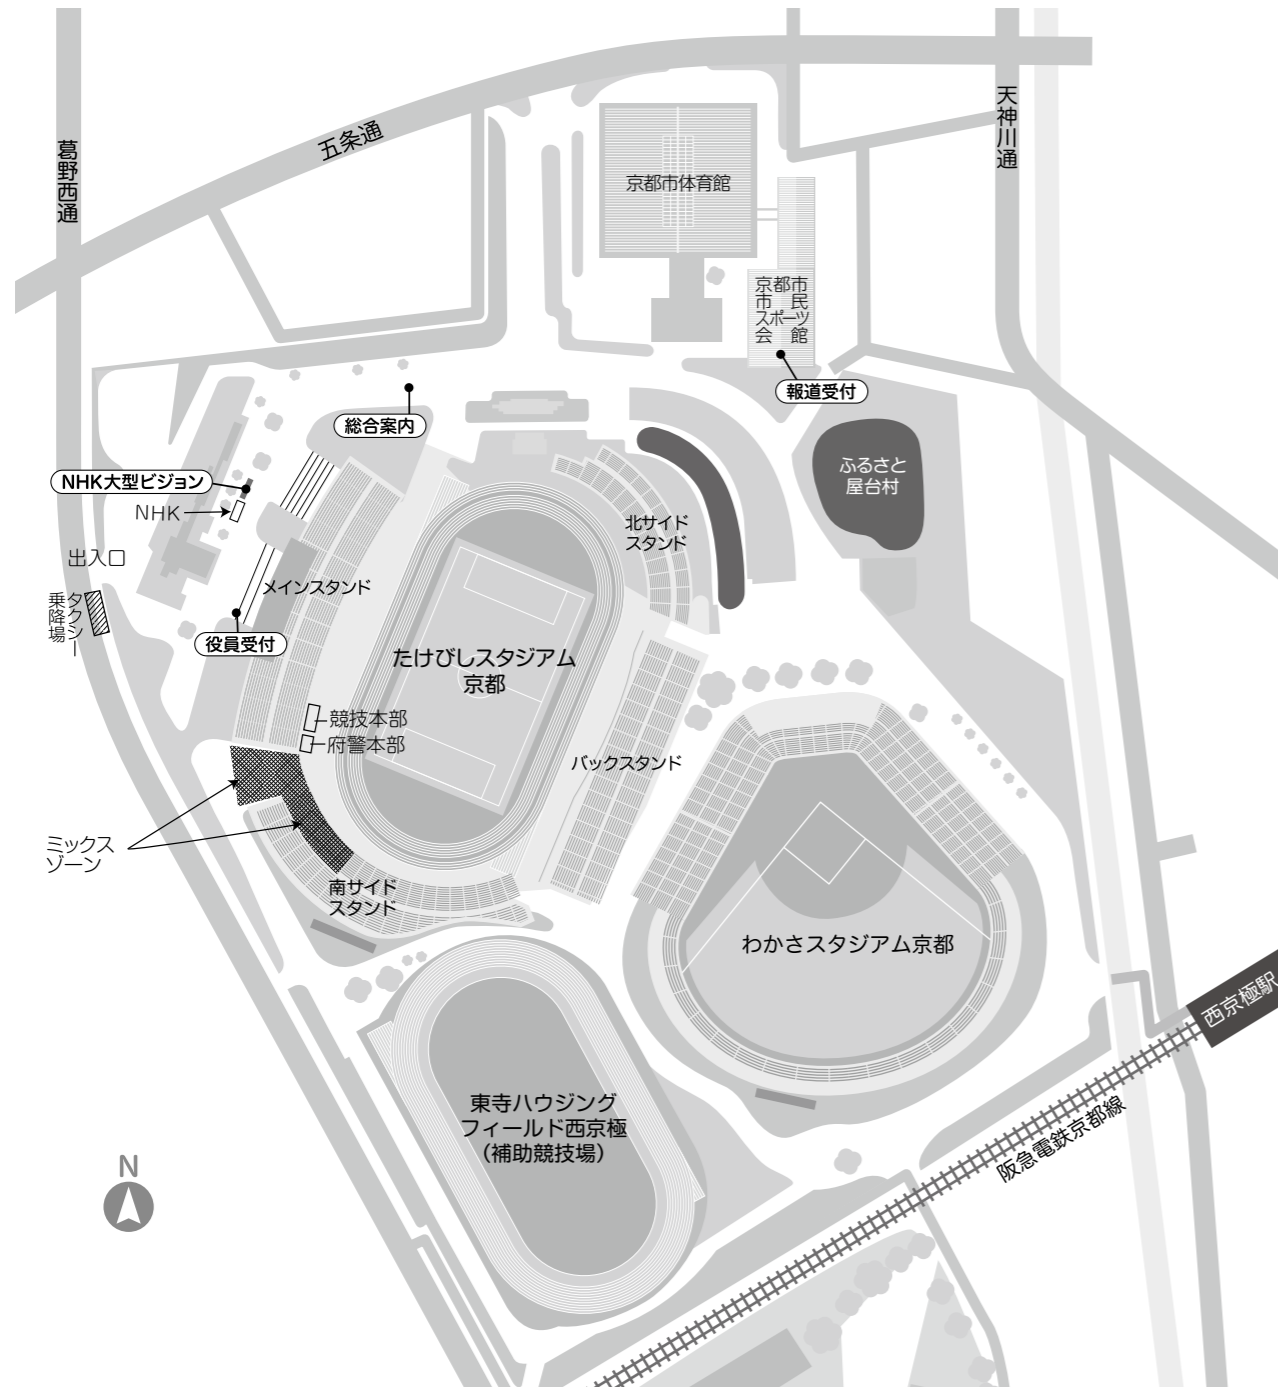 天神川通
五条通
葛野西通
京都市体育館
京都市
市民
スポーツ
会館
報道受付
総合案内
ふるさと
屋台村
NHK大型ビジョン
NHK
北サイド
スタンド
出入口
メインスタンド
タクシー
乗降場
役員受付
たけびしスタジアム
京都
競技本部
府警本部
バックスタンド
ミックス
ゾーン
南サイド
スタンド
わかさスタジアム京都
西京極駅
東寺ハウジング
フィールド西京極
（補助競技場）
阪急電鉄京都線
N